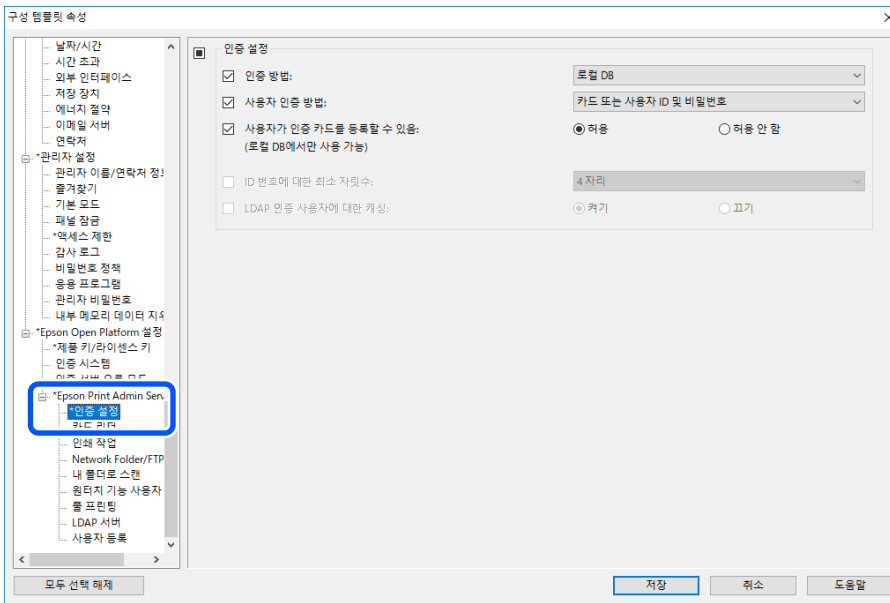 구성 템플릿 속성
날짜/시간
시간 초과
외부 인터페이스
저장 장치
에너지 절약
이메일 서버
연락처
*관리자 설정
관리자 이름/연락처 정보
즐겨찾기
기본 모드
패널 잠금
*액세스 제한
감사 로그
비밀번호 정책
응용 프로그램
관리자 비밀번호
내부 메모리 데이터 지우
*Epson Open Platform 설정
*제품 키/라이센스 키
인증 시스템
인증 서버 오류 모드
*Epson Print Admin Serv
*인증 설정
카드 리더
인쇄 작업
Network Folder/FTP
내 폴더로 스캔
원터치 기능 사용자
풀 프린팅
LDAP 서버
사용자 등록
인증 설정
인증 방법:
로컬 DB
사용자 인증 방법:
카드 또는 사용자 ID 및 비밀번호
사용자가 인증 카드를 등록할 수 있음:
허용
허용 안 함
(로컬 DB에서만 사용 가능)
ID 번호에 대한 최소 자릿수:
4 자리
LDAP 인증 사용자에 대한 캐싱:
켜기
끄기
모두 선택 해제
저장
취소
도움말